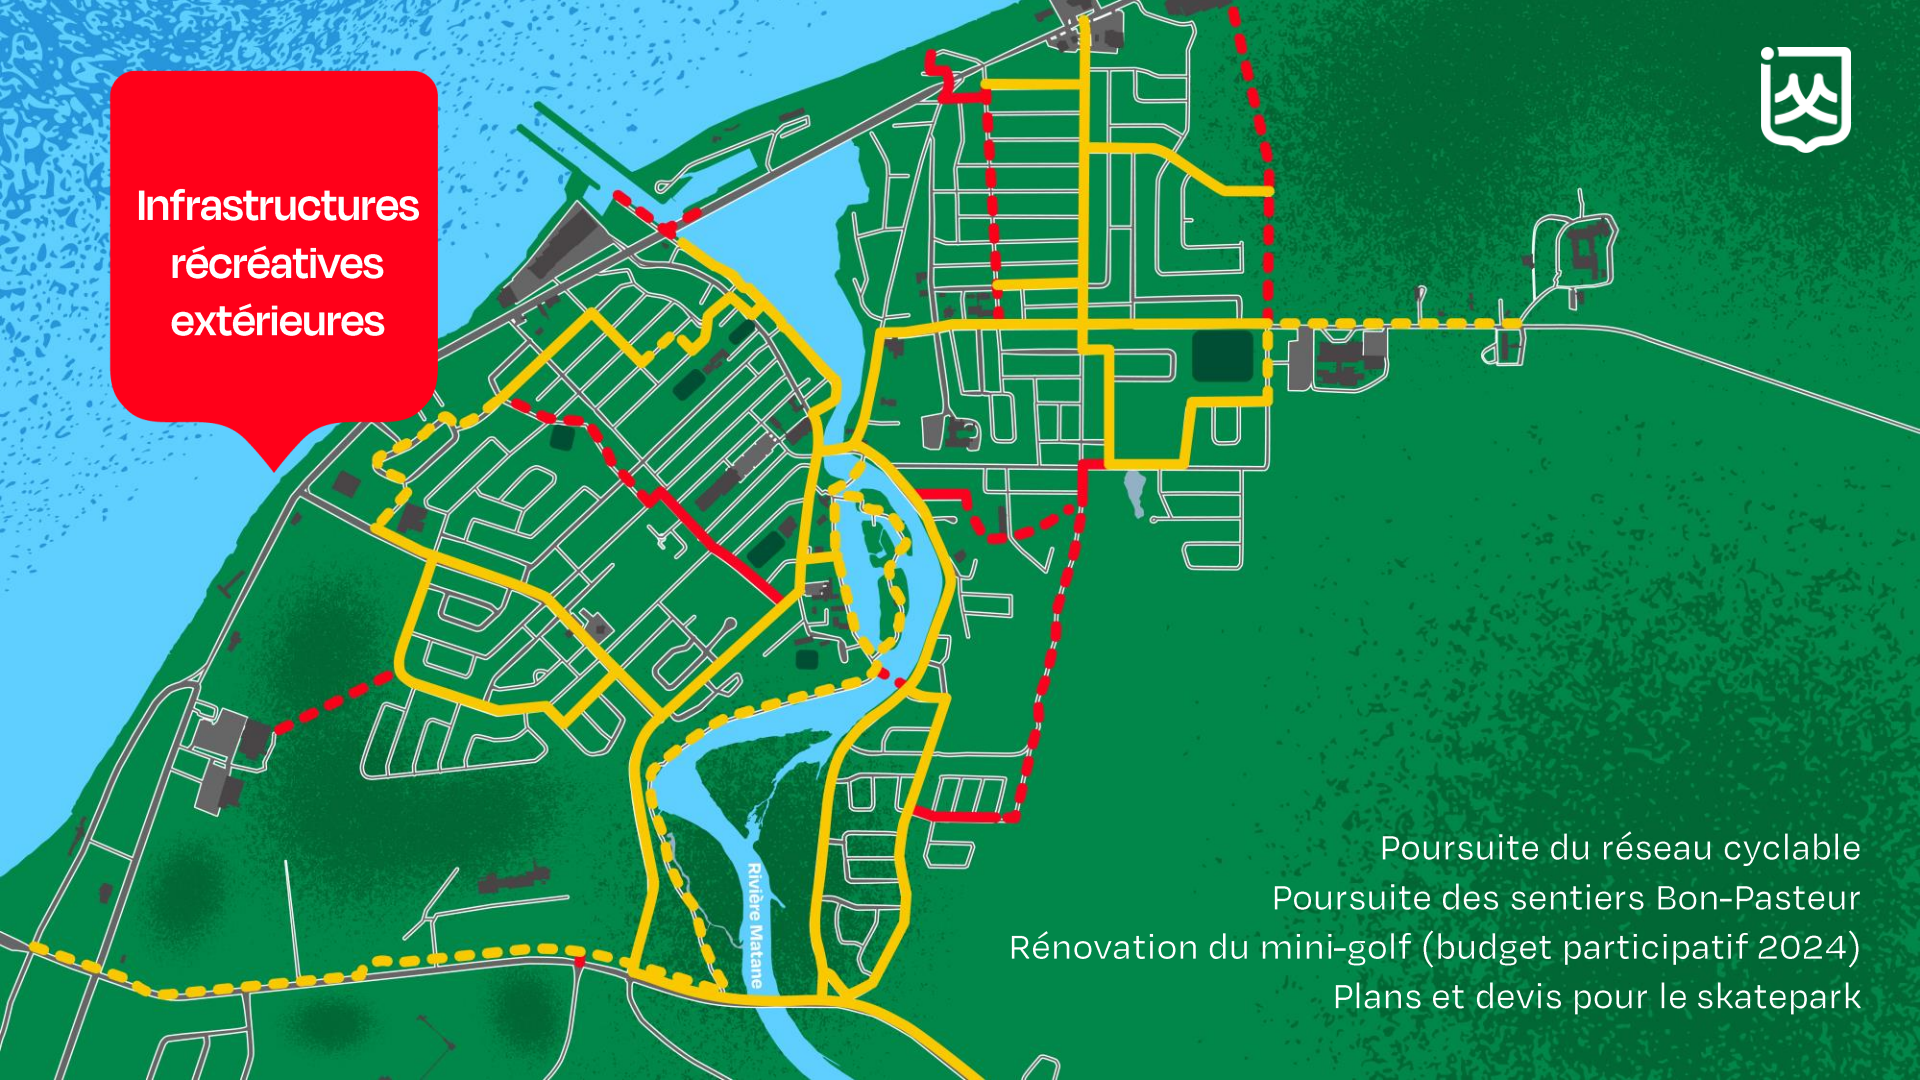 Infrastructures
récréatives
extérieures
Rivière Matane
Poursuite du réseau cyclable
Poursuite des sentiers Bon-Pasteur
Rénovation du mini-golf (budget participatif 2024)
Plans et devis pour le skatepark